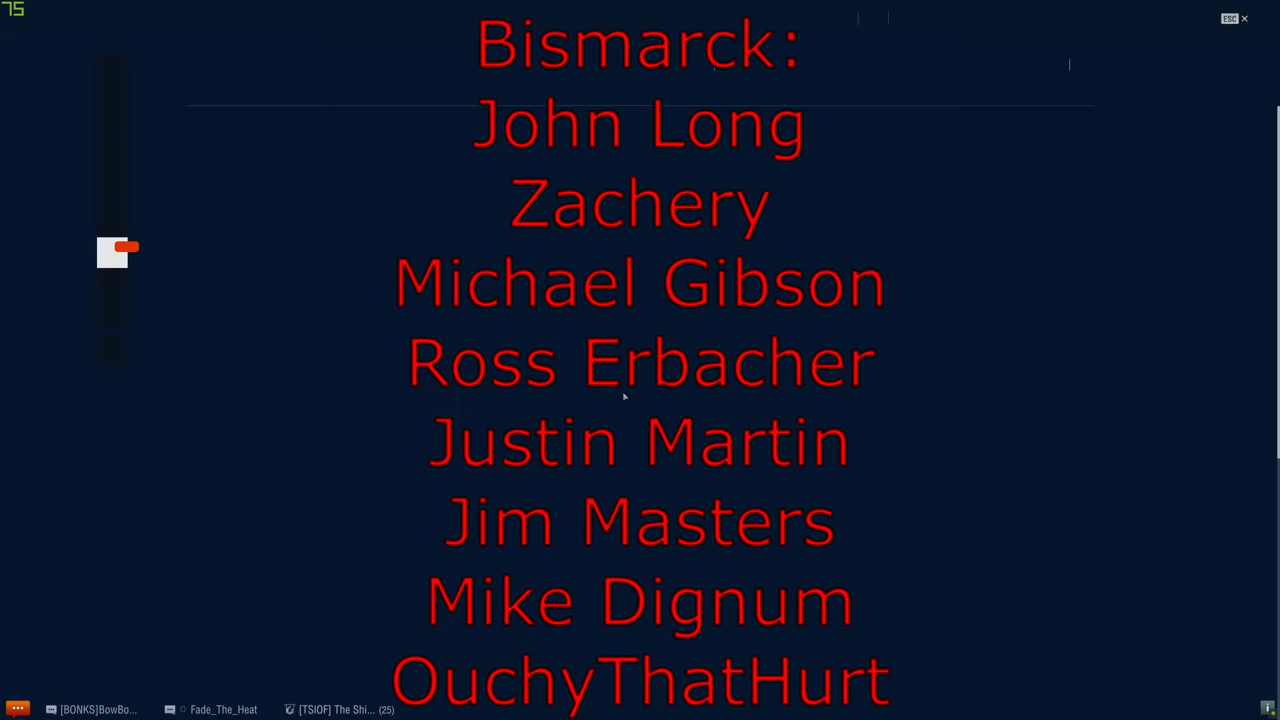 75
ESC ×
Bismarck:
John Long
Zachery
Michael Gibson
Ross Erbacher
Justin Martin
Jim Masters
Mike Dignum
OuchyThatHurt
[BONKS]BowBo... Fade_The_Heat [TSIOF] The Shi... (25)